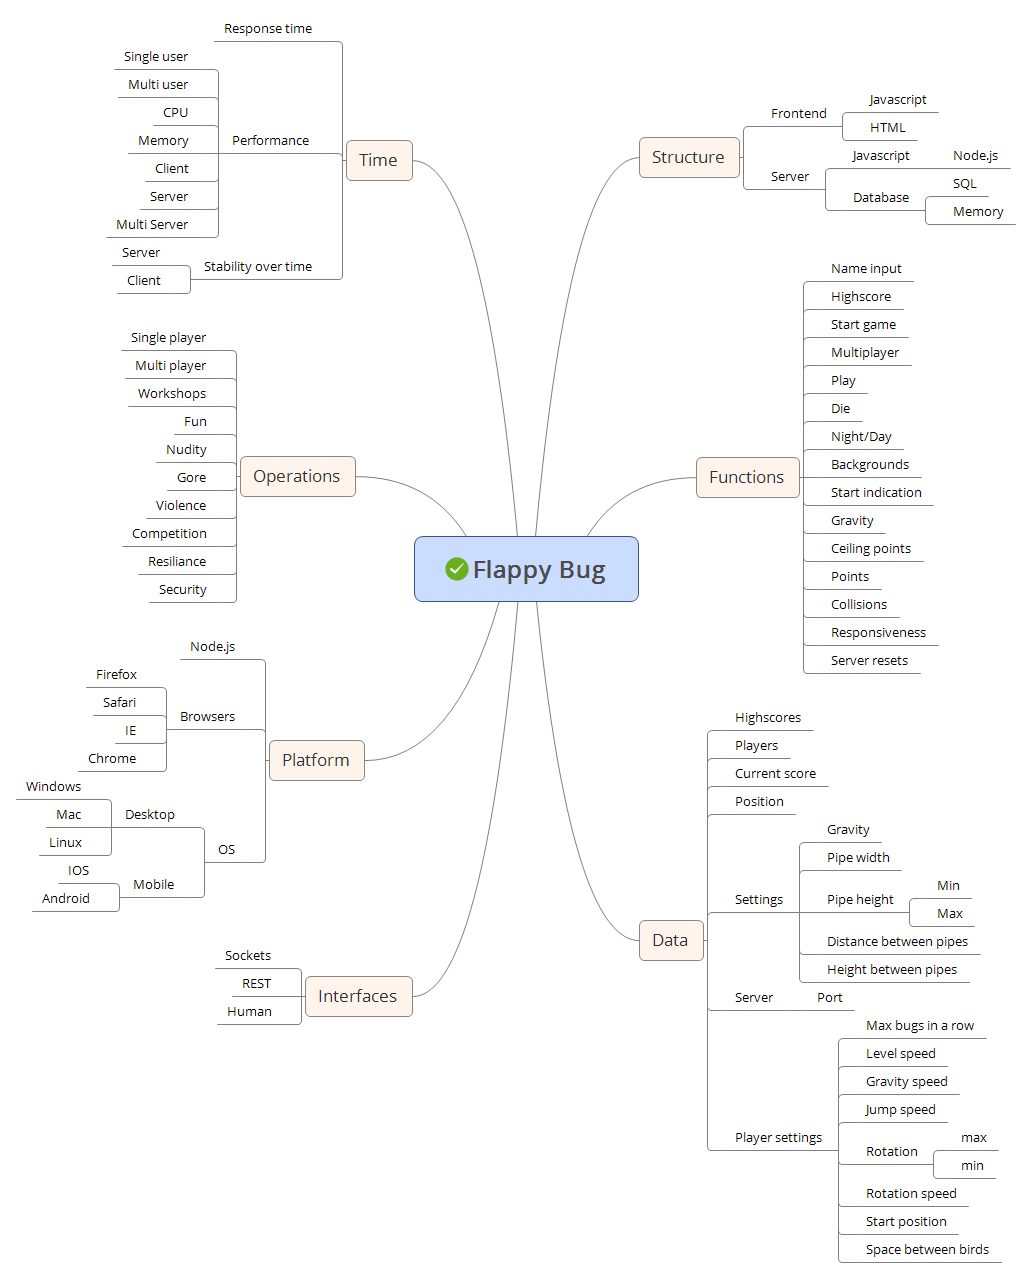 Flappy Bug
Structure
Frontend
Javascript
HTML
Server
Javascript
Node.js
Database
SQL
Memory
Functions
Name input
Highscore
Start game
Multiplayer
Play
Die
Night/Day
Backgrounds
Start indication
Gravity
Ceiling points
Points
Collisions
Responsiveness
Server resets
Data
Highscores
Players
Current score
Position
Settings
Gravity
Pipe width
Pipe height
Min
Max
Distance between pipes
Height between pipes
Server
Port
Player settings
Max bugs in a row
Level speed
Gravity speed
Jump speed
Rotation
max
min
Rotation speed
Start position
Space between birds
Time
Response time
Performance
Single user
Multi user
CPU
Memory
Client
Server
Multi Server
Stability over time
Server
Client
Operations
Single player
Multi player
Workshops
Fun
Nudity
Gore
Violence
Competition
Resiliance
Security
Platform
Node.js
Browsers
Firefox
Safari
IE
Chrome
OS
Desktop
Windows
Mac
Linux
Mobile
IOS
Android
Interfaces
Sockets
REST
Human